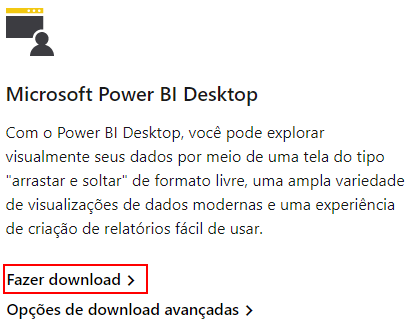 Microsoft Power BI Desktop
Com o Power BI Desktop, você pode explorar
visualmente seus dados por meio de uma tela do tipo
"arrastar e soltar" de formato livre, uma ampla variedade
de visualizações de dados modernas e uma experiência
de criação de relatórios fácil de usar.
Fazer download >
Opções de download avançadas >